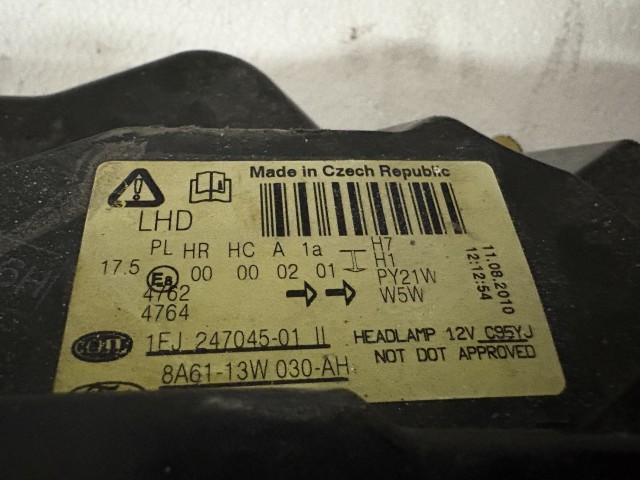 Made in Czech Republic
LHD
PL HR HC A 1a
17.5 E8 00 00 02 01
4762
4764
H7
H1
PY21W
W5W
11.08.2010
12:12:54
HELLA 1EJ 247045-01 II
HEADLAMP 12V C95YJ
8A61-13W 030-AH
NOT DOT APPROVED